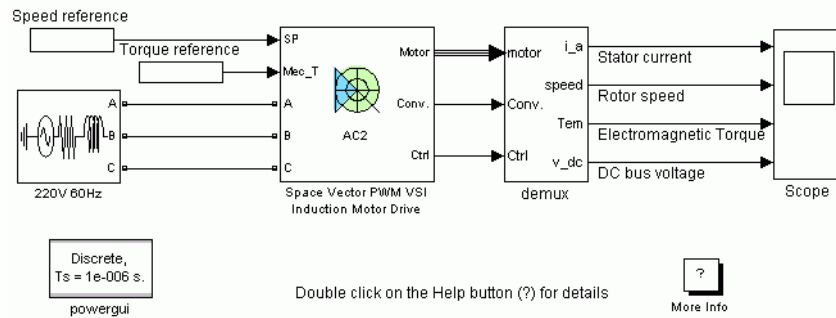 Speed reference
Torque reference
SP
Mec_T
A
B
C
Motor
Conv.
Ctrl
AC2
Space Vector PWM VSI
Induction Motor Drive
A
B
C
220V 60Hz
motor
Conv.
Ctrl
i_a
speed
Tem
v_dc
demux
Stator current
Rotor speed
Electromagnetic Torque
DC bus voltage
Scope
Discrete,
Ts = 1e-006 s.
powergui
Double click on the Help button (?) for details
?
More Info